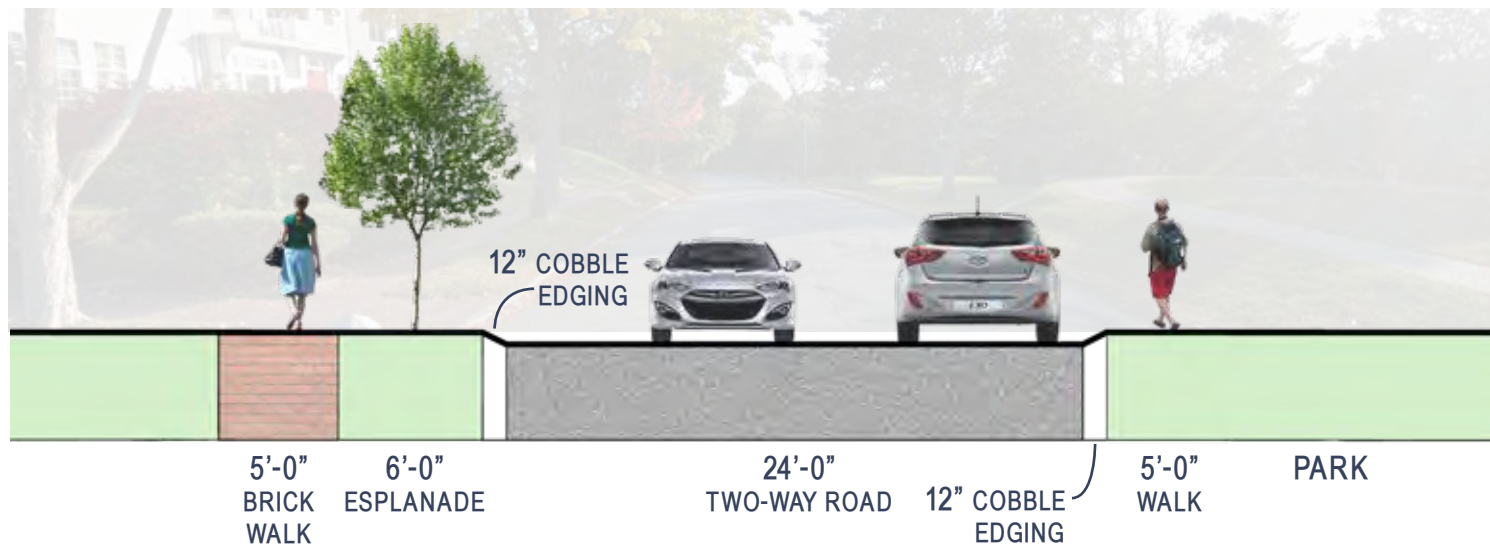 12” COBBLE
EDGING
5’-0”
BRICK
WALK
6’-0”
ESPLANADE
24’-0”
TWO-WAY ROAD
12” COBBLE
EDGING
5’-0”
WALK
PARK